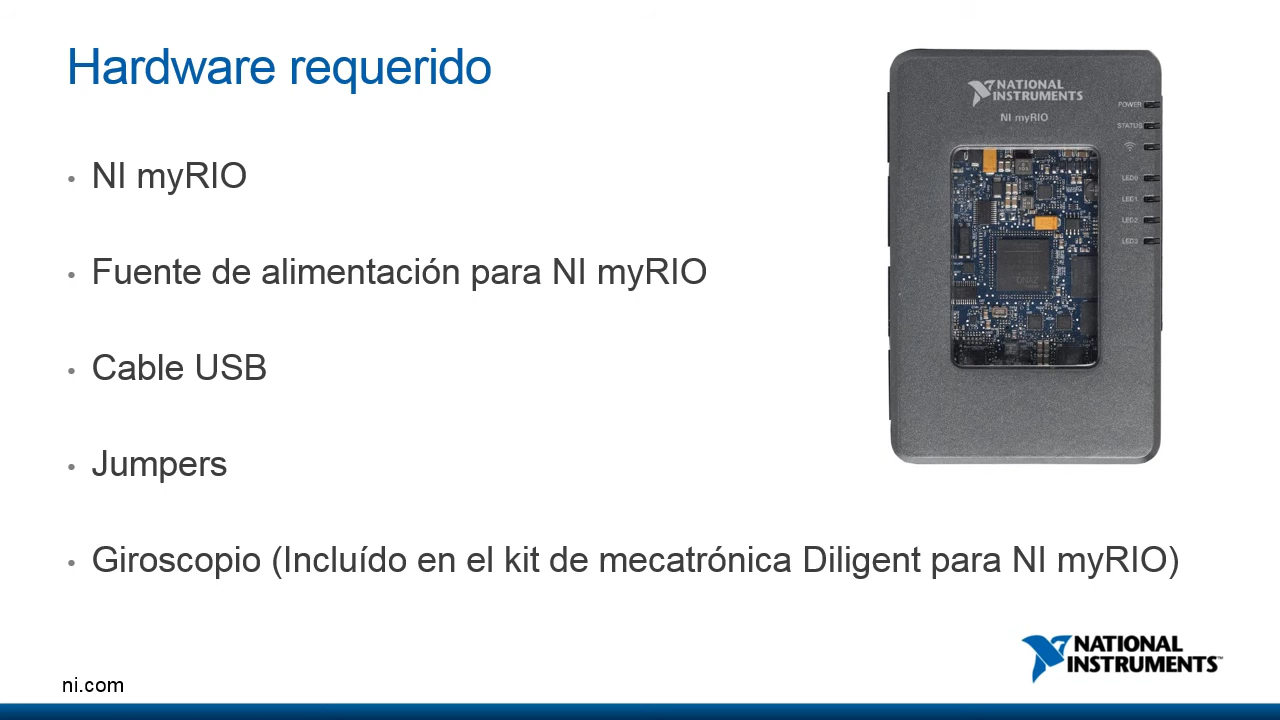 Hardware requerido
NATIONAL
INSTRUMENTS
NI myRIO
POWER
STATUS
LED0
LED1
LED2
LED3
• NI myRIO
• Fuente de alimentación para NI myRIO
• Cable USB
• Jumpers
• Giroscopio (Incluído en el kit de mecatrónica Diligent para NI myRIO)
NATIONAL
INSTRUMENTS™
ni.com